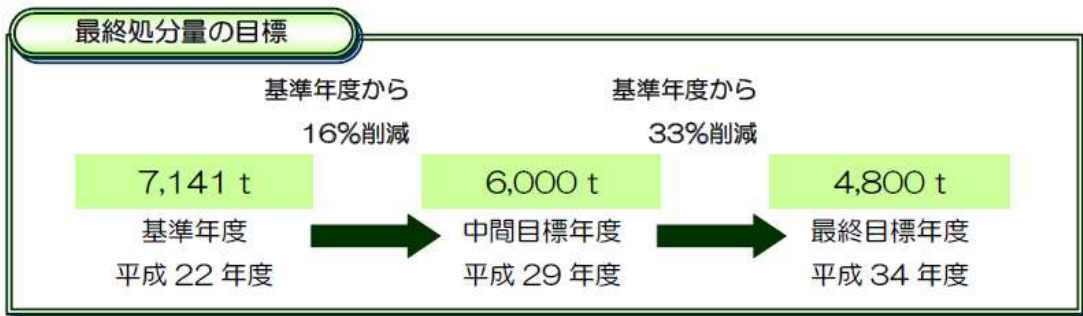 最終処分量の目標
基準年度から 基準年度から
16%削減 33%削減
7,141 t 6,000 t 4,800 t
基準年度 中間目標年度 最終目標年度
平成 22 年度 平成 29 年度 平成 34 年度